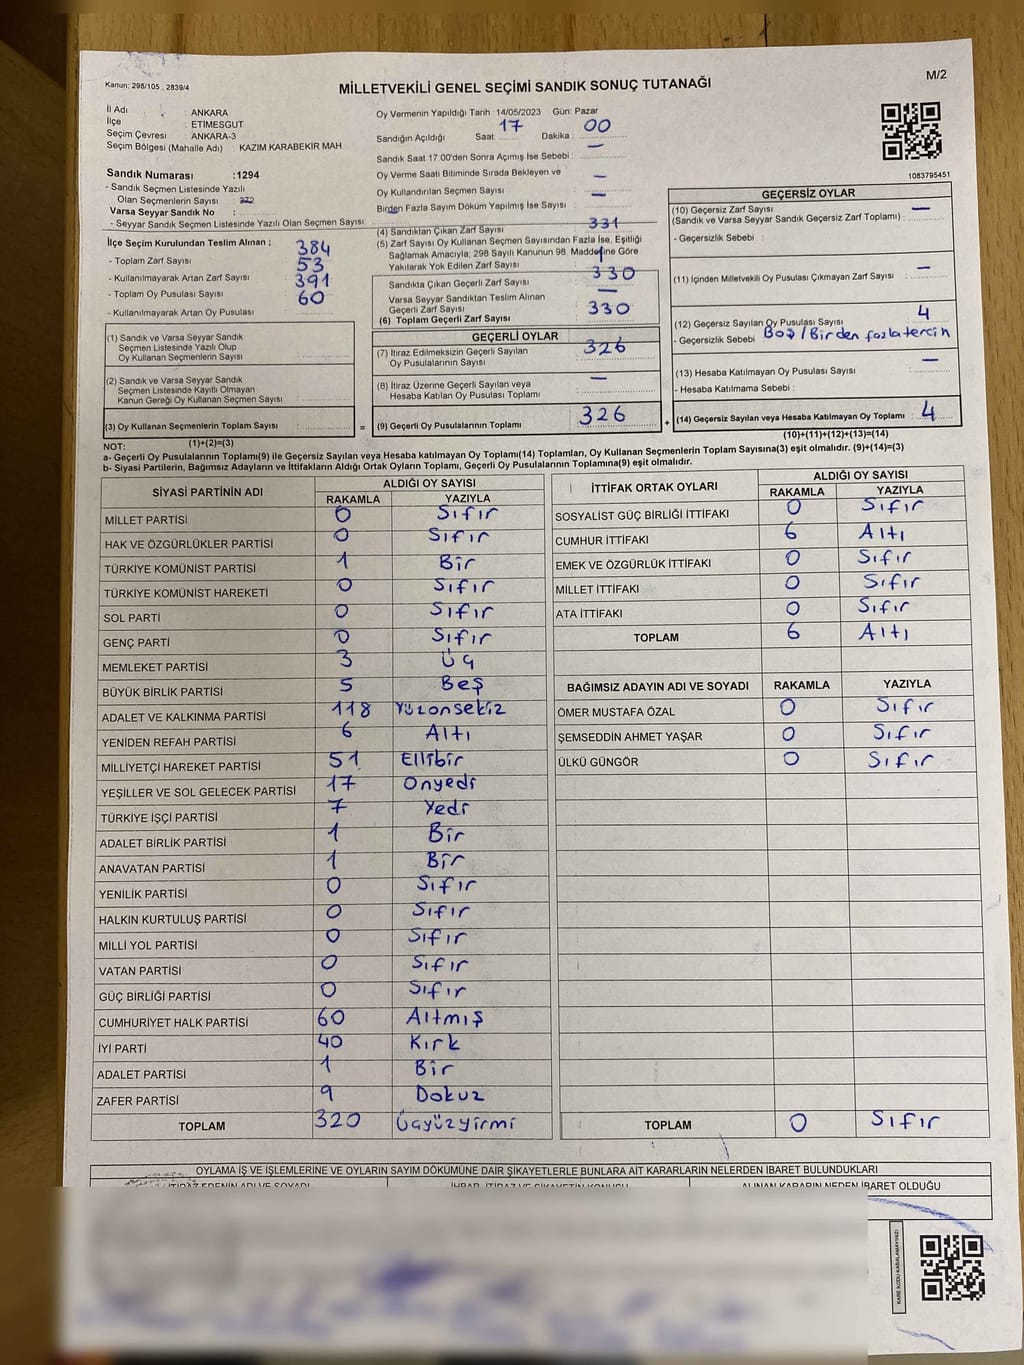 Kanun: 298/105 , 2839/4
MİLLETVEKİLİ GENEL SEÇİMİ SANDIK SONUÇ TUTANAĞI
M/2
İl Adı : ANKARA
İlçe : ETİMESGUT
Seçim Çevresi : ANKARA-3
Seçim Bölgesi (Mahalle Adı) : KAZIM KARABEKİR MAH.
Oy Vermenin Yapıldığı Tarih :14/05/2023 Gün: Pazar
Sandığın Açıldığı Saat: 17 Dakika : 00
Sandık Saat 17:00'den Sonra Açılmış İse Sebebi : —
Oy Verme Saati Bitiminde Sırada Bekleyen ve
Oy Kullandırılan Seçmen Sayısı : —
Birden Fazla Sayım Döküm Yapılmış İse Sayısı : —
1083795451
Sandık Numarası :1294
- Sandık Seçmen Listesinde Yazılı
Olan Seçmenlerin Sayısı : 372
Varsa Seyyar Sandık No :
- Seyyar Sandık Seçmen Listesinde Yazılı Olan Seçmen Sayısı:
İlçe Seçim Kurulundan Teslim Alınan ;
- Toplam Zarf Sayısı : 384
- Kullanılmayarak Artan Zarf Sayısı : 53
- Toplam Oy Pusulası Sayısı : 391
- Kullanılmayarak Artan Oy Pusulası : 60
(1) Sandık ve Varsa Seyyar Sandık
Seçmen Listesinde Yazılı Olup
Oy Kullanan Seçmenlerin Sayısı :
(2) Sandık ve Varsa Seyyar Sandık
Seçmen Listesinde Kayıtlı Olmayan
Kanun Gereği Oy Kullanan Seçmen Sayısı :
(3) Oy Kullanan Seçmenlerin Toplam Sayısı :
(1)+(2)=(3)
(4) Sandıktan Çıkan Zarf Sayısı : 331
(5) Zarf Sayısı Oy Kullanan Seçmen Sayısından Fazla İse, Eşitliği
Sağlamak Amacıyla, 298 Sayılı Kanunun 98. Maddesine Göre
Yakılarak Yok Edilen Zarf Sayısı : 1
Sandıkta Çıkan Geçerli Zarf Sayısı : 330
Varsa Seyyar Sandıktan Teslim Alınan
Geçerli Zarf Sayısı : —
(6) Toplam Geçerli Zarf Sayısı : 330
GEÇERLİ OYLAR
(7) İtiraz Edilmeksizin Geçerli Sayılan
Oy Pusulalarının Sayısı : 326
(8) İtiraz Üzerine Geçerli Sayılan veya
Hesaba Katılan Oy Pusulası Toplamı : —
= (9) Geçerli Oy Pusulalarının Toplamı : 326
GEÇERSİZ OYLAR
(10) Geçersiz Zarf Sayısı
(Sandık ve Varsa Seyyar Sandık Geçersiz Zarf Toplamı) : —
- Geçersizlik Sebebi :
(11) İçinden Milletvekili Oy Pusulası Çıkmayan Zarf Sayısı : —
(12) Geçersiz Sayılan Oy Pusulası Sayısı : 4
- Geçersizlik Sebebi : Boş / Birden fazla tercih
(13) Hesaba Katılmayan Oy Pusulası Sayısı : —
- Hesaba Katılmama Sebebi :
+ (14) Geçersiz Sayılan veya Hesaba Katılmayan Oy Toplamı : 4
(10)+(11)+(12)+(13)=(14)
NOT:
a- Geçerli Oy Pusulalarının Toplamı(9) ile Geçersiz Sayılan veya Hesaba katılmayan Oy Toplamı(14) Toplamları, Oy Kullanan Seçmenlerin Toplam Sayısına(3) eşit olmalıdır. (9)+(14)=(3)
b- Siyasi Partilerin, Bağımsız Adayların ve İttifakların Aldığı Ortak Oyların Toplamı, Geçerli Oy Pusulalarının Toplamına(9) eşit olmalıdır.
SİYASİ PARTİNİN ADI ALDIĞI OY SAYISI
RAKAMLA YAZIYLA
MİLLET PARTİSİ 0 Sıfır
HAK VE ÖZGÜRLÜKLER PARTİSİ 0 Sıfır
TÜRKİYE KOMÜNİST PARTİSİ 1 Bir
TÜRKİYE KOMÜNİST HAREKETİ 0 Sıfır
SOL PARTİ 0 Sıfır
GENÇ PARTİ 0 Sıfır
MEMLEKET PARTİSİ 3 Üç
BÜYÜK BİRLİK PARTİSİ 5 Beş
ADALET VE KALKINMA PARTİSİ 118 Yüzonsekiz
YENİDEN REFAH PARTİSİ 6 Altı
MİLLİYETÇİ HAREKET PARTİSİ 51 Ellibir
YEŞİLLER VE SOL GELECEK PARTİSİ 17 Onyedi
TÜRKİYE İŞÇİ PARTİSİ 7 Yedi
ADALET BİRLİK PARTİSİ 1 Bir
ANAVATAN PARTİSİ 1 Bir
YENİLİK PARTİSİ 0 Sıfır
HALKIN KURTULUŞ PARTİSİ 0 Sıfır
MİLLİ YOL PARTİSİ 0 Sıfır
VATAN PARTİSİ 0 Sıfır
GÜÇ BİRLİĞİ PARTİSİ 0 Sıfır
CUMHURİYET HALK PARTİSİ 60 Altmış
İYİ PARTİ 40 Kırk
ADALET PARTİSİ 1 Bir
ZAFER PARTİSİ 9 Dokuz
TOPLAM 320 Üçyüzyirmi
İTTİFAK ORTAK OYLARI ALDIĞI OY SAYISI
RAKAMLA YAZIYLA
SOSYALİST GÜÇ BİRLİĞİ İTTİFAKI 0 Sıfır
CUMHUR İTTİFAKI 6 Altı
EMEK VE ÖZGÜRLÜK İTTİFAKI 0 Sıfır
MİLLET İTTİFAKI 0 Sıfır
ATA İTTİFAKI 0 Sıfır
TOPLAM 6 Altı
BAĞIMSIZ ADAYIN ADI VE SOYADI RAKAMLA YAZIYLA
ÖMER MUSTAFA ÖZAL 0 Sıfır
ŞEMSEDDİN AHMET YAŞAR 0 Sıfır
ÜLKÜ GÜNGÖR 0 Sıfır
TOPLAM 0 Sıfır
OYLAMA İŞ VE İŞLEMLERİNE VE OYLARIN SAYIM DÖKÜMÜNE DAİR ŞİKAYETLERLE BUNLARA AİT KARARLARIN NELERDEN İBARET BULUNDUKLARI
İTİRAZ EDENİN ADI VE SOYADI İHBAR, İTİRAZ VE ŞİKAYETİN KONUSU ALINAN KARARIN NEDEN İBARET OLDUĞU
KARE KODU KARALAMAYINIZ!